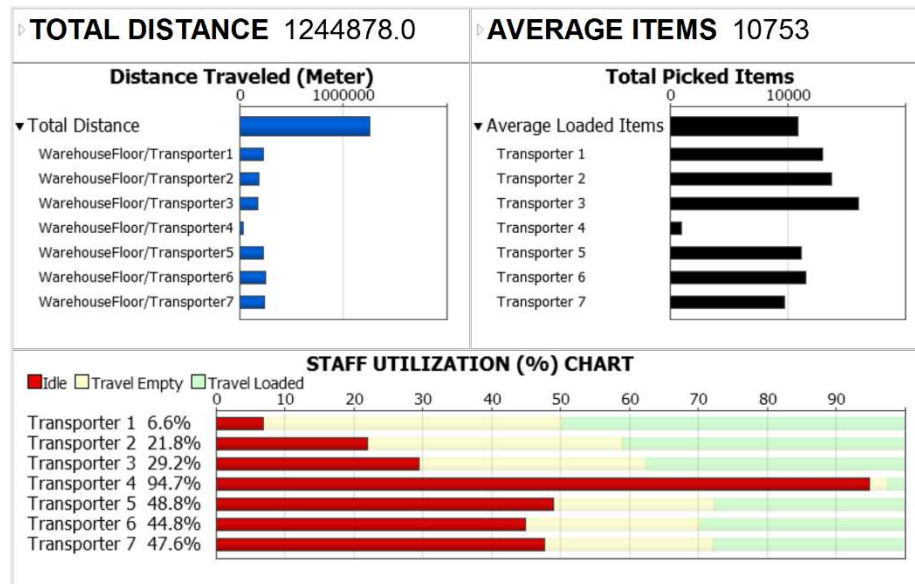 TOTAL DISTANCE 1244878.0
AVERAGE ITEMS 10753
Distance Traveled (Meter)
0 1000000
Total Distance
WarehouseFloor/Transporter1
WarehouseFloor/Transporter2
WarehouseFloor/Transporter3
WarehouseFloor/Transporter4
WarehouseFloor/Transporter5
WarehouseFloor/Transporter6
WarehouseFloor/Transporter7
Total Picked Items
0 10000
Average Loaded Items
Transporter 1
Transporter 2
Transporter 3
Transporter 4
Transporter 5
Transporter 6
Transporter 7
STAFF UTILIZATION (%) CHART
Idle Travel Empty Travel Loaded
0 10 20 30 40 50 60 70 80 90
Transporter 1 6.6%
Transporter 2 21.8%
Transporter 3 29.2%
Transporter 4 94.7%
Transporter 5 48.8%
Transporter 6 44.8%
Transporter 7 47.6%